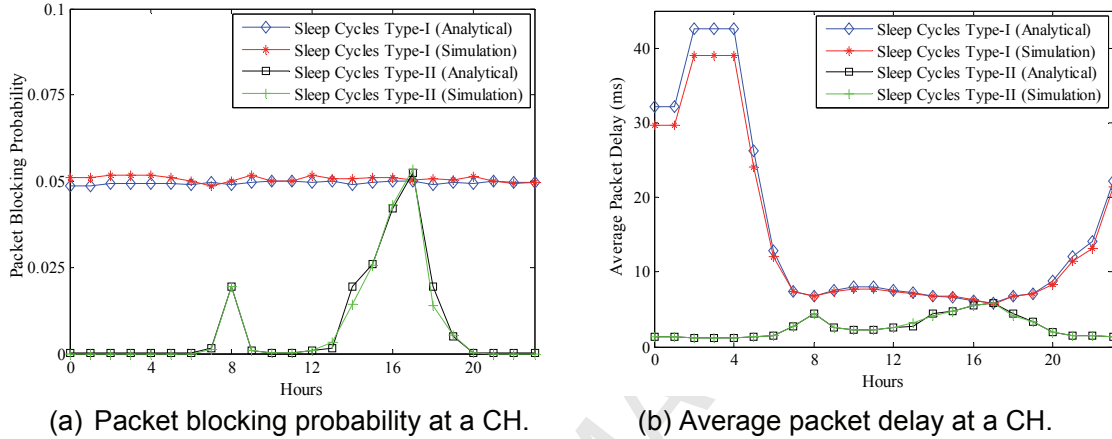 0.1
0.075
0.05
0.025
0
Packet Blocking Probability
Sleep Cycles Type-I (Analytical)
Sleep Cycles Type-I (Simulation)
Sleep Cycles Type-II (Analytical)
Sleep Cycles Type-II (Simulation)
0 4 8 12 16 20
Hours
(a) Packet blocking probability at a CH.
40
30
20
10
0
Average Packet Delay (ms)
Sleep Cycles Type-I (Analytical)
Sleep Cycles Type-I (Simulation)
Sleep Cycles Type-II (Analytical)
Sleep Cycles Type-II (Simulation)
0 4 8 12 16 20
Hours
(b) Average packet delay at a CH.